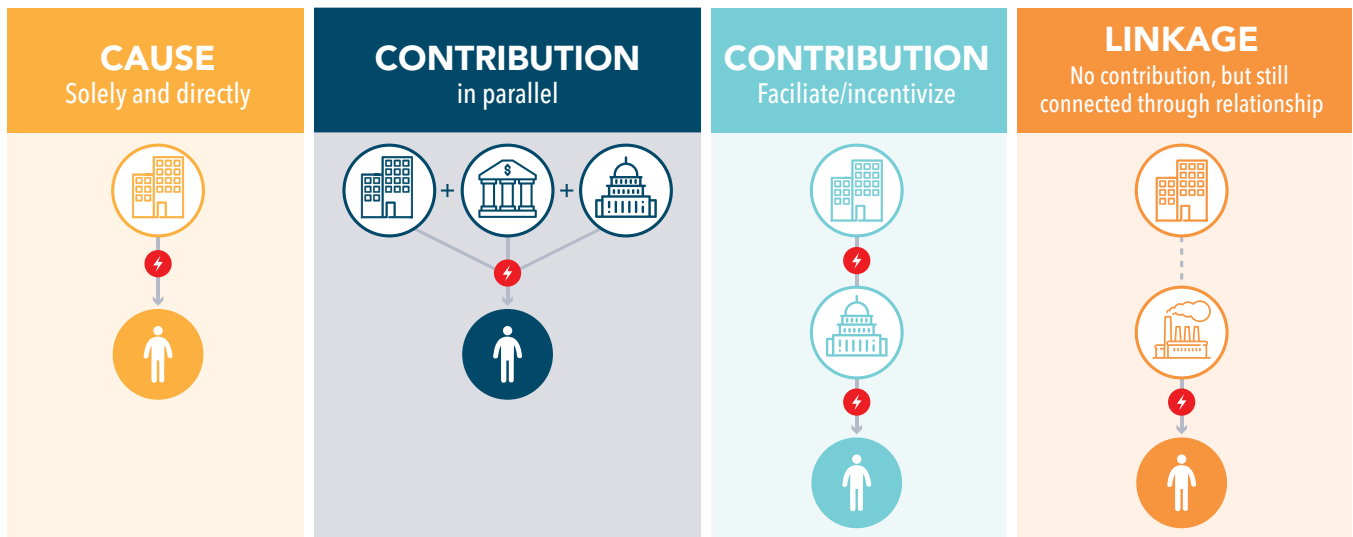 CAUSE
Solely and directly
CONTRIBUTION
in parallel
$
+
+
CONTRIBUTION
Faciliate/incentivize
LINKAGE
No contribution, but still
connected through relationship